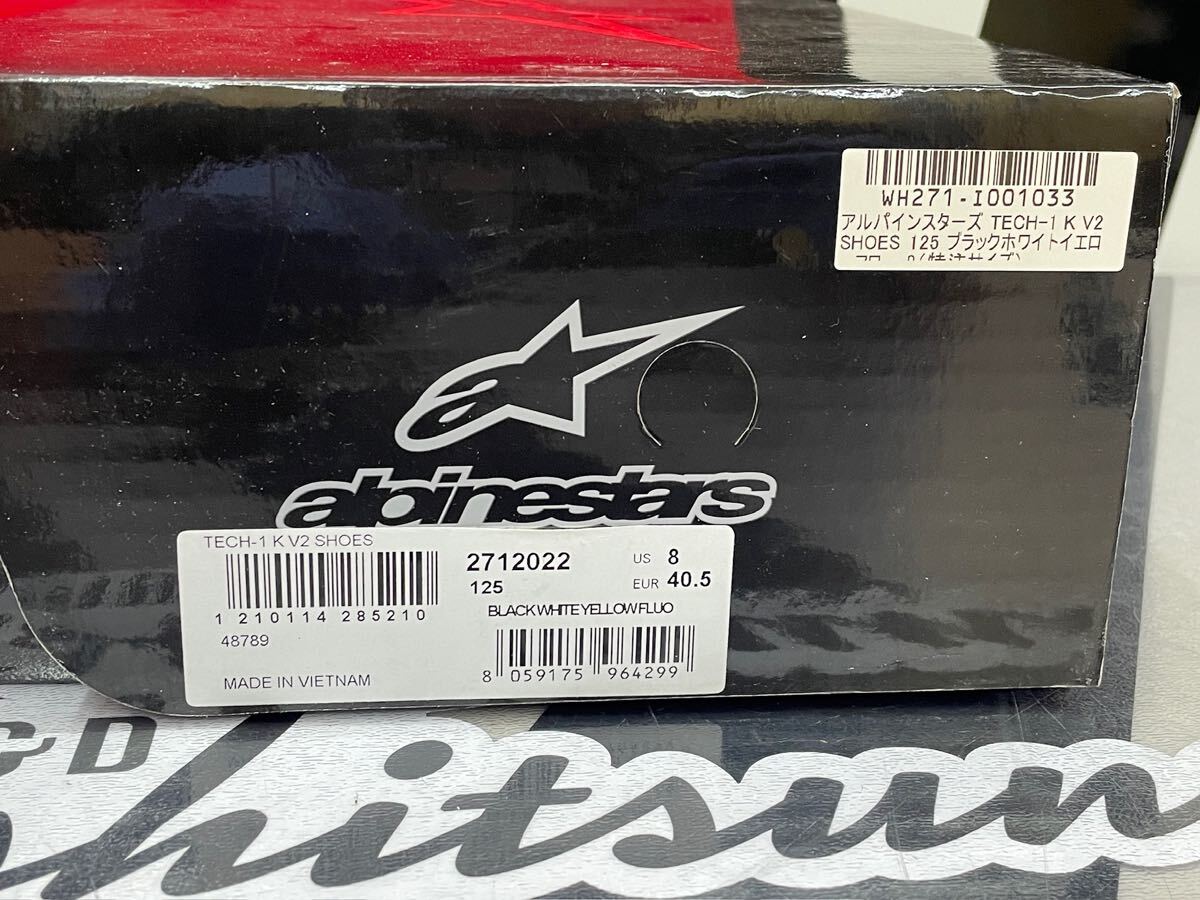 WH271-I001033
アルパインスターズ TECH-1 K V2
SHOES 125 ブラックホワイトイエロ
alpinestars
TECH-1 K V2 SHOES
2712022
US 8
125
EUR 40.5
BLACK WHITE YELLOW FLUO
1 210114 285210
48789
8 059175 964299
MADE IN VIETNAM
& D
hitsun